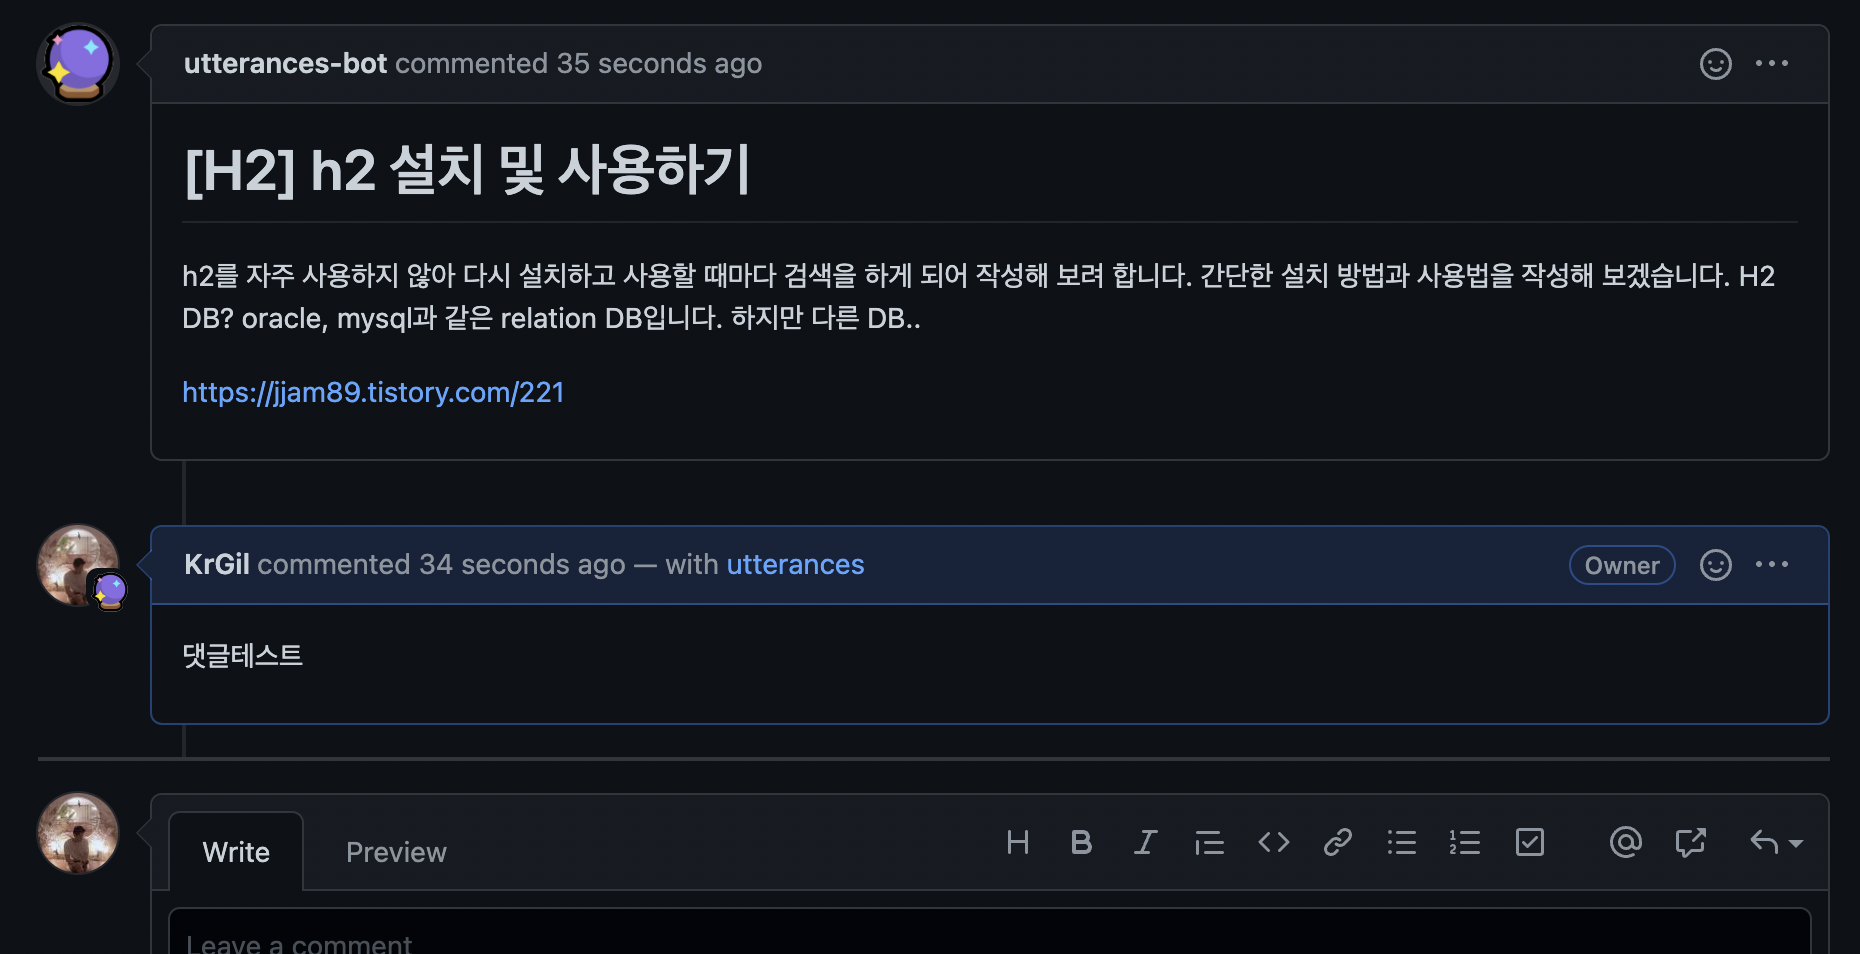 utterances-bot commented 35 seconds ago
[H2] h2 설치 및 사용하기
h2를 자주 사용하지 않아 다시 설치하고 사용할 때마다 검색을 하게 되어 작성해 보려 합니다. 간단한 설치 방법과 사용법을 작성해 보겠습니다. H2
DB? oracle, mysql과 같은 relation DB입니다. 하지만 다른 DB..
https://jjam89.tistory.com/221
KrGil commented 34 seconds ago — with utterances Owner
댓글테스트
Write Preview
Leave a comment